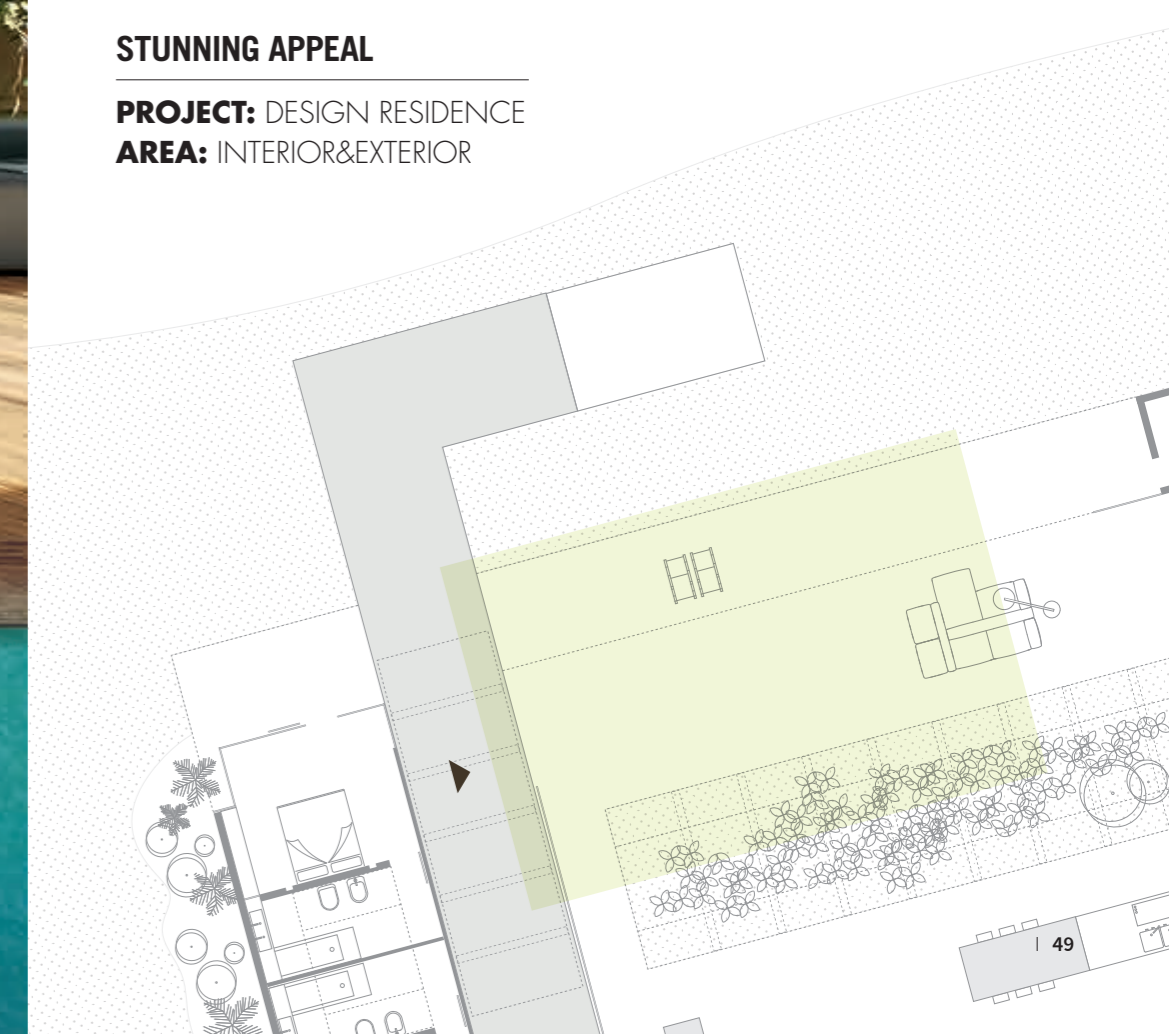 STUNNING APPEAL
PROJECT: DESIGN RESIDENCE
AREA: INTERIOR&EXTERIOR
| 49